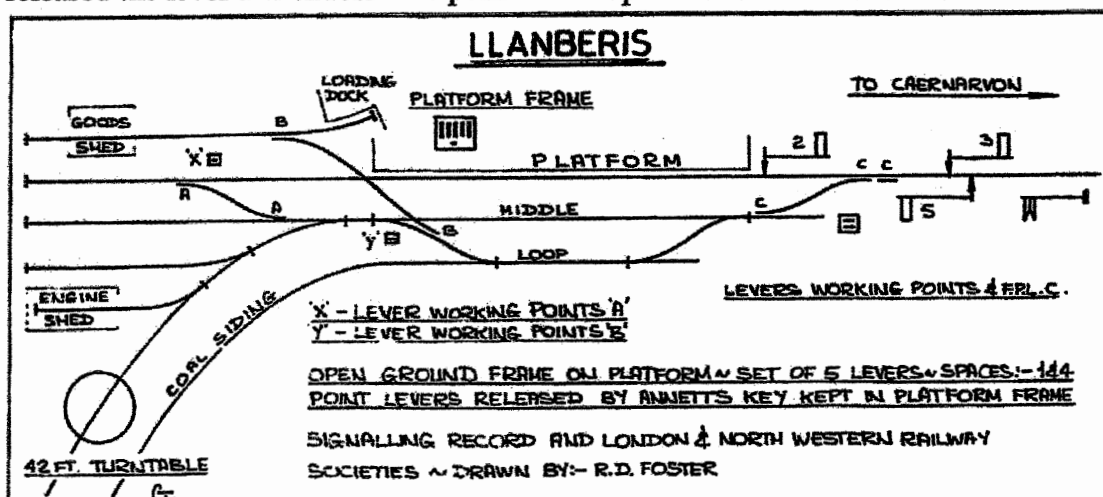 LLANBERIS
LOADING DOCK
PLATFORM FRAME
TO CAERNARVON
GOODS SHED
B
'X'
PLATFORM
2
3
C C
A
A
MIDDLE
C
5
'Y'
B
LOOP
ENGINE SHED
COAL SIDING
LEVERS WORKING POINTS & F.P.L. C.
'X' - LEVER WORKING POINTS 'A'
'Y' - LEVER WORKING POINTS 'B'
OPEN GROUND FRAME ON PLATFORM ~ SET OF 5 LEVERS ~ SPACES:- 1&4
POINT LEVERS RELEASED BY ANNETTS KEY KEPT IN PLATFORM FRAME
SIGNALLING RECORD AND LONDON & NORTH WESTERN RAILWAY
SOCIETIES ~ DRAWN BY:- R.D. FOSTER
42 FT. TURNTABLE